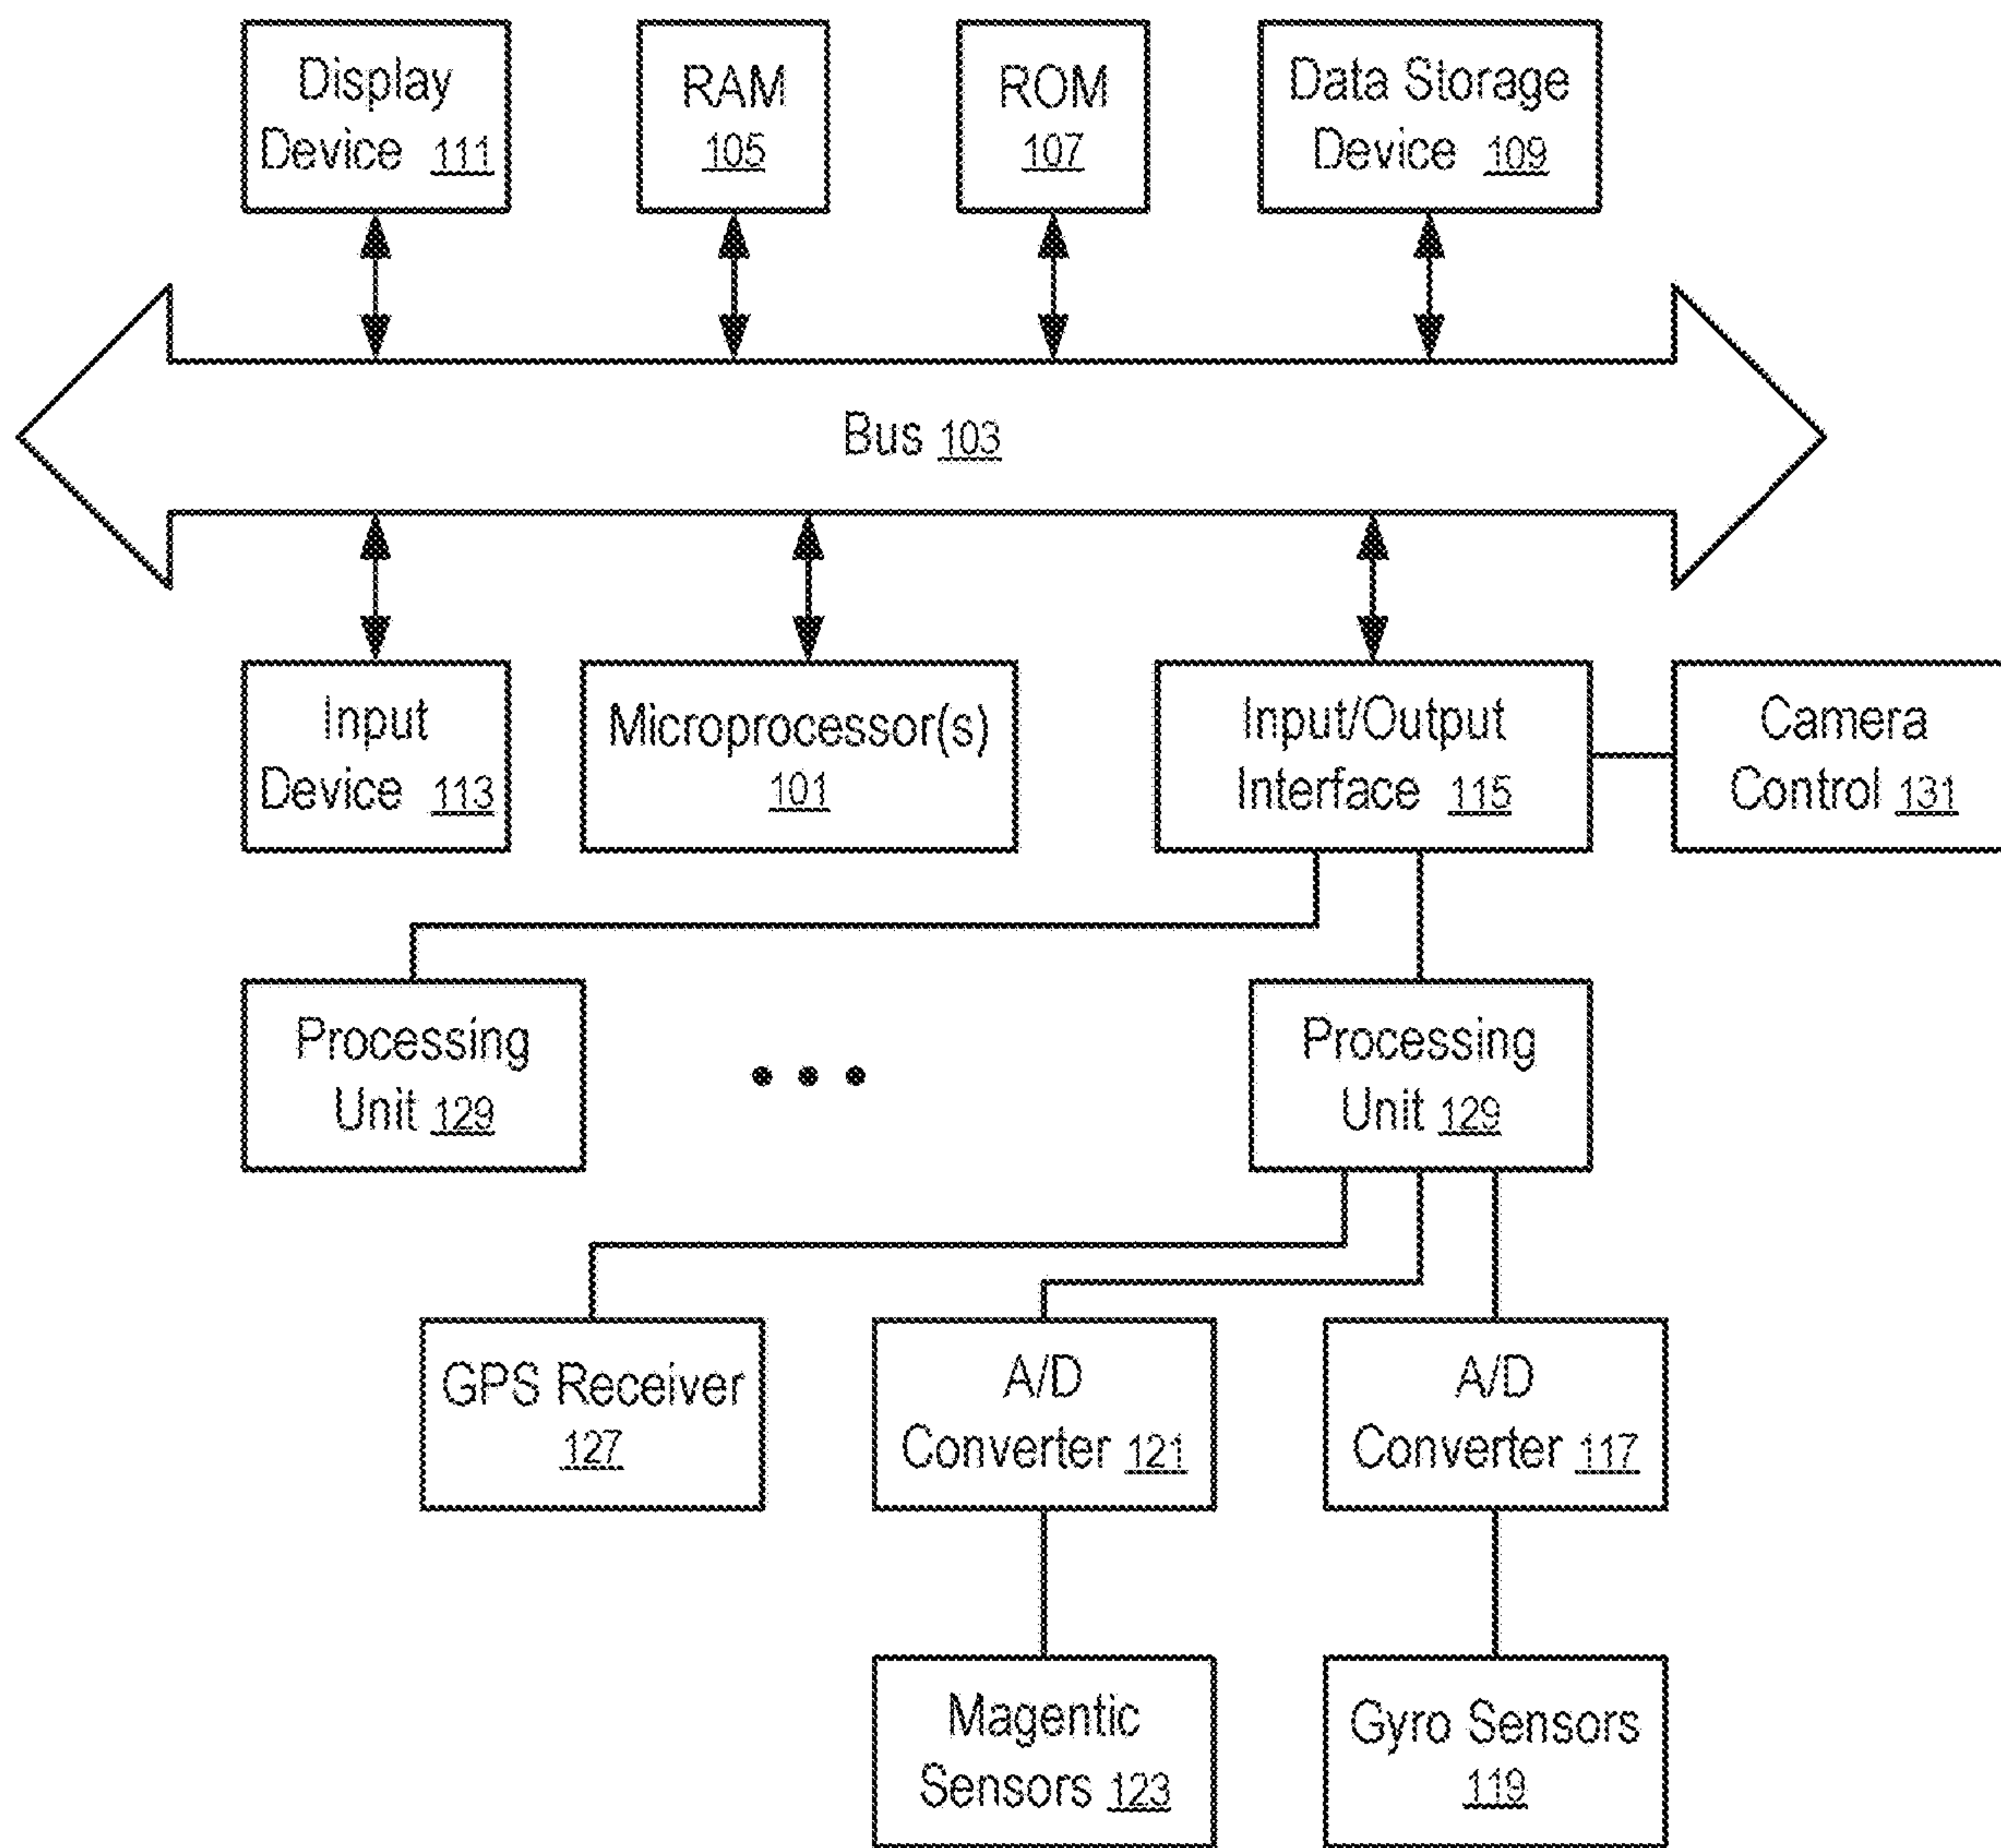 Display
Device 111
RAM
105
ROM
107
Data Storage
Device 109
Bus 103
Input
Device 113
Microprocessor(s)
101
Input/Output
Interface 115
Camera
Control 131
Processing
Unit 129
Processing
Unit 129
GPS Receiver
127
A/D
Converter 121
A/D
Converter 117
Magentic
Sensors 123
Gyro Sensors
119